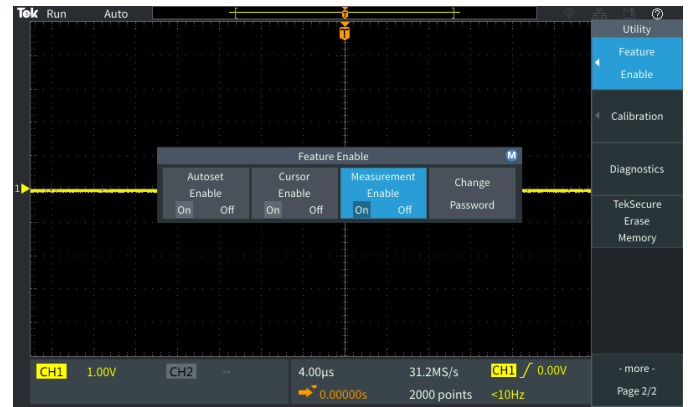 Tek Run Auto
T
Utility
Feature
Enable
Calibration
Diagnostics
TekSecure
Erase
Memory
- more -
Page 2/2
Feature Enable M
Autoset
Enable
On Off
Cursor
Enable
On Off
Measurement
Enable
On Off
Change
Password
1
CH1 1.00V CH2 --
4.00µs 31.2MS/s CH1 0.00V
0.00000s 2000 points <10Hz